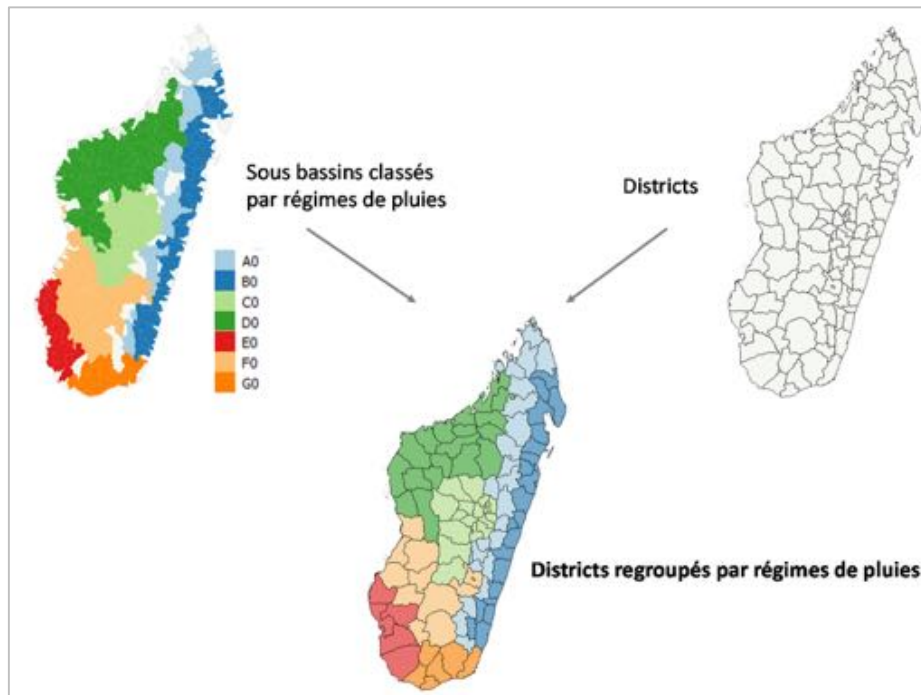 Sous bassins classés
par régimes de pluies
Districts
A0
B0
C0
D0
E0
F0
G0
Districts regroupés par régimes de pluies